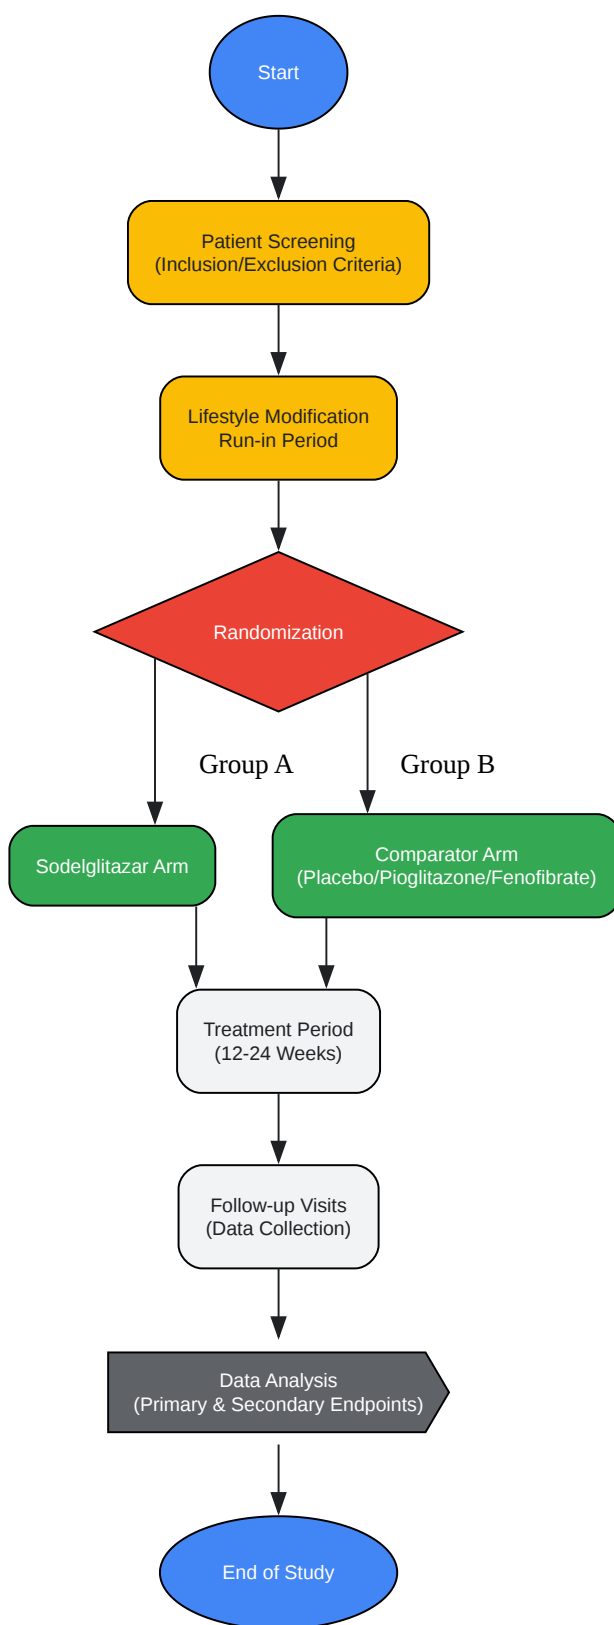 Start
Patient Screening
(Inclusion/Exclusion Criteria)
Lifestyle Modification
Run-in Period
Randomization
Group A
Group B
Sodelglitazar Arm
Comparator Arm
(Placebo/Pioglitazone/Fenofibrate)
Treatment Period
(12-24 Weeks)
Follow-up Visits
(Data Collection)
Data Analysis
(Primary & Secondary Endpoints)
End of Study